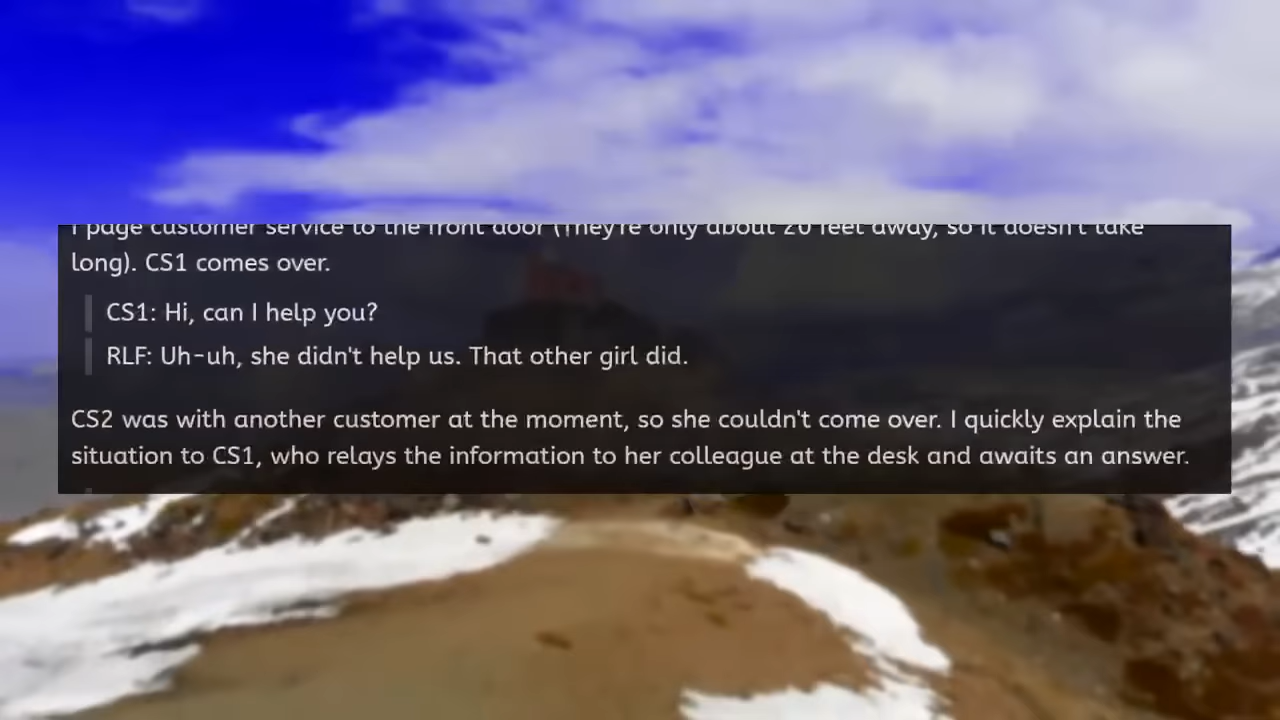 I page customer service to the front door (They're only about 20 feet away, so it doesn't take
long). CS1 comes over.
CS1: Hi, can I help you?
RLF: Uh-uh, she didn't help us. That other girl did.
CS2 was with another customer at the moment, so she couldn't come over. I quickly explain the
situation to CS1, who relays the information to her colleague at the desk and awaits an answer.